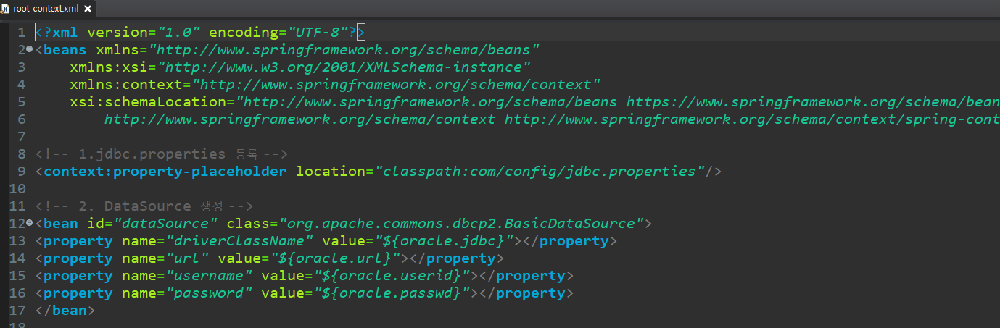 root-context.xml
1 <?xml version="1.0" encoding="UTF-8"?>
2 <beans xmlns="http://www.springframework.org/schema/beans"
3 xmlns:xsi="http://www.w3.org/2001/XMLSchema-instance"
4 xmlns:context="http://www.springframework.org/schema/context"
5 xsi:schemaLocation="http://www.springframework.org/schema/beans https://www.springframework.org/schema/bean
6 http://www.springframework.org/schema/context http://www.springframework.org/schema/context/spring-cont
7
8 <!-- 1.jdbc.properties 등록 -->
9 <context:property-placeholder location="classpath:com/config/jdbc.properties"/>
10
11 <!-- 2. DataSource 생성 -->
12 <bean id="dataSource" class="org.apache.commons.dbcp2.BasicDataSource">
13 <property name="driverClassName" value="${oracle.jdbc}"></property>
14 <property name="url" value="${oracle.url}"></property>
15 <property name="username" value="${oracle.userid}"></property>
16 <property name="password" value="${oracle.passwd}"></property>
17 </bean>
18